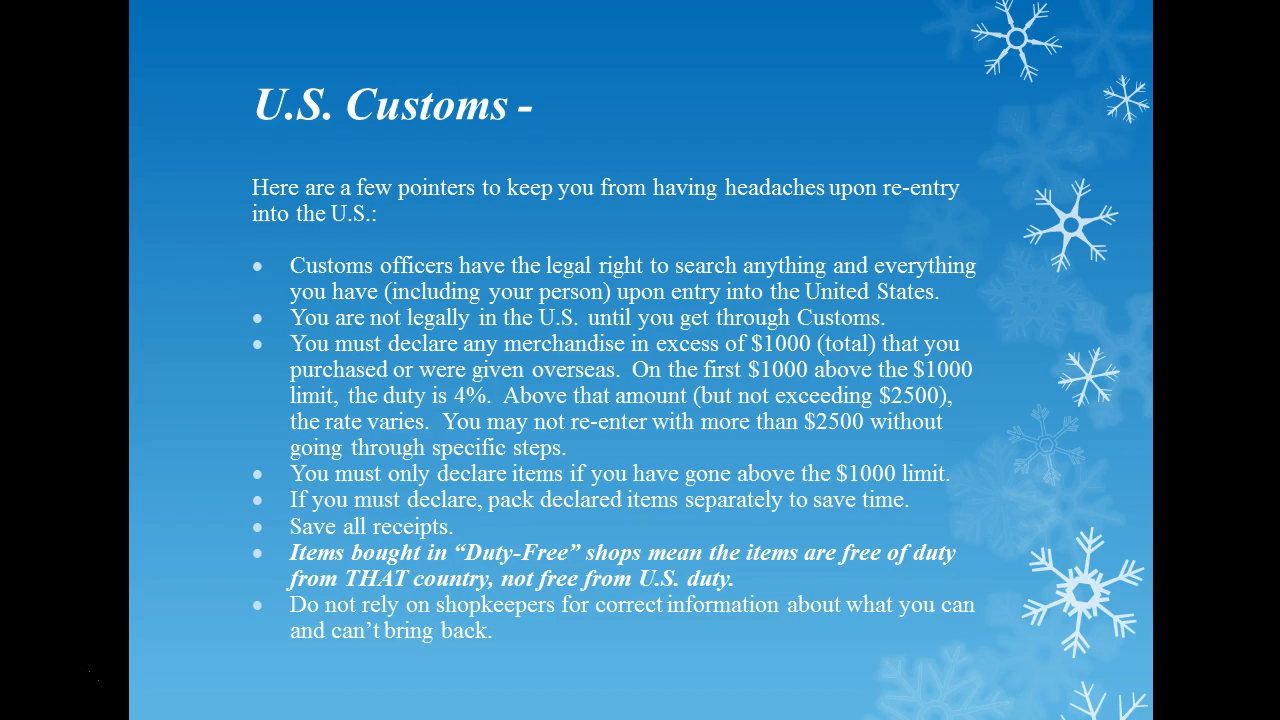 U.S. Customs -
Here are a few pointers to keep you from having headaches upon re-entry
into the U.S.:
● Customs officers have the legal right to search anything and everything
you have (including your person) upon entry into the United States.
● You are not legally in the U.S. until you get through Customs.
● You must declare any merchandise in excess of $1000 (total) that you
purchased or were given overseas. On the first $1000 above the $1000
limit, the duty is 4%. Above that amount (but not exceeding $2500),
the rate varies. You may not re-enter with more than $2500 without
going through specific steps.
● You must only declare items if you have gone above the $1000 limit.
● If you must declare, pack declared items separately to save time.
● Save all receipts.
● Items bought in “Duty-Free” shops mean the items are free of duty
from THAT country, not free from U.S. duty.
● Do not rely on shopkeepers for correct information about what you can
and can’t bring back.